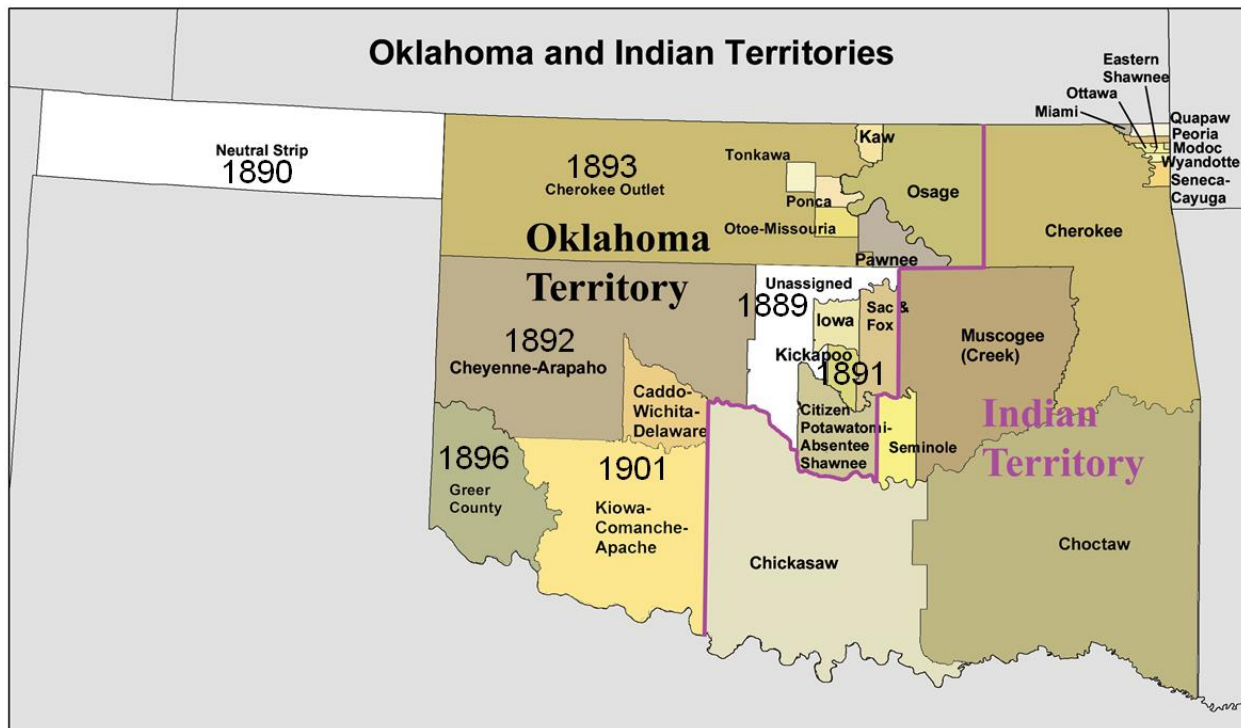 Oklahoma and Indian Territories
Eastern
Shawnee
Ottawa
Miami
Quapaw
Peoria
Modoc
Wyandotte
Seneca-
Cayuga
Neutral Strip
1890
1893
Cherokee Outlet
Tonkawa
Kaw
Ponca
Osage
Otoe-Missouria
Pawnee
Cherokee
Oklahoma
Territory
Unassigned
1889
Iowa
Sac &
Fox
Kickapoo
1891
Muscogee
(Creek)
1892
Cheyenne-Arapaho
Caddo-
Wichita-
Delaware
Citizen
Potawatomi-
Absentee
Shawnee
Seminole
Indian
Territory
1896
Greer
County
1901
Kiowa-
Comanche-
Apache
Chickasaw
Choctaw